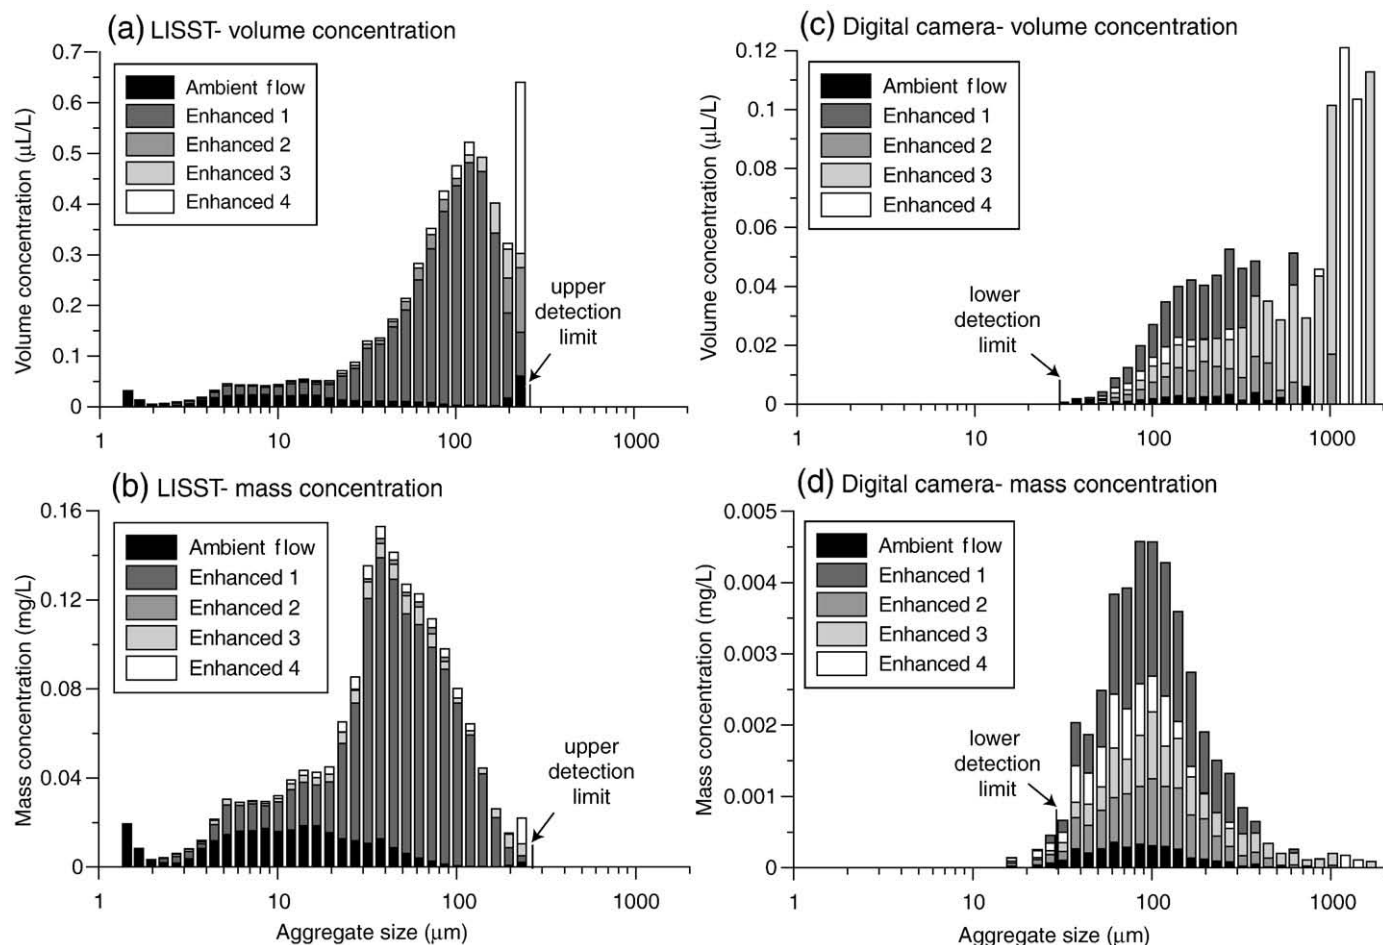 (a) LISST- volume concentration
0.7
0.6
0.5
0.4
0.3
0.2
0.1
0
Volume concentration (μL/L)
Ambient flow
Enhanced 1
Enhanced 2
Enhanced 3
Enhanced 4
upper
detection
limit
1 10 100 1000
(c) Digital camera- volume concentration
0.12
0.1
0.08
0.06
0.04
0.02
0
Volume concentration (μL/L)
Ambient flow
Enhanced 1
Enhanced 2
Enhanced 3
Enhanced 4
lower
detection
limit
1 10 100 1000
(b) LISST- mass concentration
0.16
0.12
0.08
0.04
0
Mass concentration (mg/L)
Ambient flow
Enhanced 1
Enhanced 2
Enhanced 3
Enhanced 4
upper
detection
limit
1 10 100 1000
Aggregate size (μm)
(d) Digital camera- mass concentration
0.005
0.004
0.003
0.002
0.001
0
Mass concentration (mg/L)
Ambient flow
Enhanced 1
Enhanced 2
Enhanced 3
Enhanced 4
lower
detection
limit
1 10 100 1000
Aggregate size (μm)